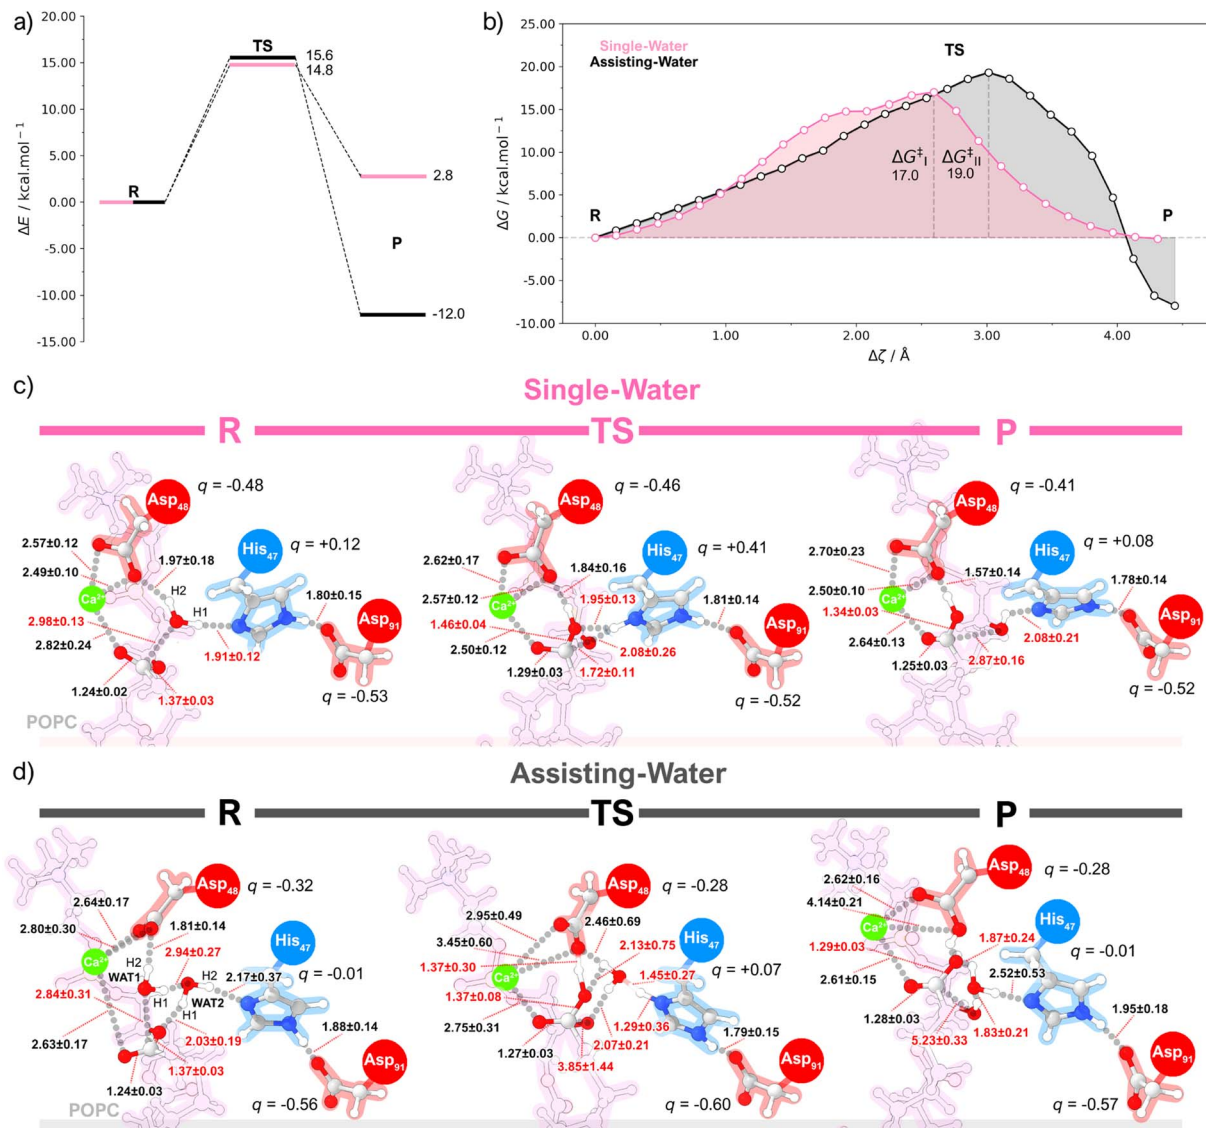 a)
20.00
15.00
10.00
5.00
0.00
-5.00
-10.00
-15.00
ΔE / kcal.mol⁻¹
R
TS
15.6
14.8
2.8
P
-12.0
b)
25.00
20.00
15.00
10.00
5.00
0.00
-5.00
-10.00
ΔG / kcal.mol⁻¹
Single-Water
Assisting-Water
TS
R
ΔG‡I
17.0
ΔG‡II
19.0
P
0.00 1.00 2.00 3.00 4.00
Δζ / Å
c)
Single-Water
R
TS
P
Asp48
q = -0.48
2.57±0.12
2.49±0.10
1.97±0.18
H2
H1
His47
q = +0.12
Ca²⁺
2.98±0.13
2.82±0.24
1.91±0.12
1.80±0.15
Asp91
1.24±0.02
1.37±0.03
q = -0.53
POPC
Asp48
q = -0.46
2.62±0.17
2.57±0.12
1.84±0.16
1.95±0.13
His47
q = +0.41
Ca²⁺
1.46±0.04
2.50±0.12
2.08±0.26
1.81±0.14
Asp91
1.29±0.03
1.72±0.11
q = -0.52
Asp48
q = -0.41
2.70±0.23
2.50±0.10
1.57±0.14
His47
q = +0.08
1.34±0.03
Ca²⁺
2.64±0.13
1.78±0.14
Asp91
2.08±0.21
1.25±0.03
2.87±0.16
q = -0.52
d)
Assisting-Water
R
TS
P
Asp48
q = -0.32
2.64±0.17
2.80±0.30
1.81±0.14
2.94±0.27
His47
Ca²⁺
WAT1
H2
H2
2.17±0.37
q = -0.01
2.84±0.31
H1
WAT2
H1
2.63±0.17
2.03±0.19
1.88±0.14
1.37±0.03
Asp91
1.24±0.03
q = -0.56
POPC
Asp48
q = -0.28
2.95±0.49
2.46±0.69
3.45±0.60
2.13±0.75
His47
1.37±0.30
1.45±0.27
q = +0.07
Ca²⁺
1.37±0.08
2.75±0.31
1.29±0.36
1.79±0.15
1.27±0.03
2.07±0.21
3.85±1.44
Asp91
q = -0.60
Asp48
q = -0.28
2.62±0.16
4.14±0.21
Ca²⁺
1.29±0.03
1.87±0.24
His47
q = -0.01
2.61±0.15
2.52±0.53
1.28±0.03
1.95±0.18
5.23±0.33
1.83±0.21
Asp91
q = -0.57